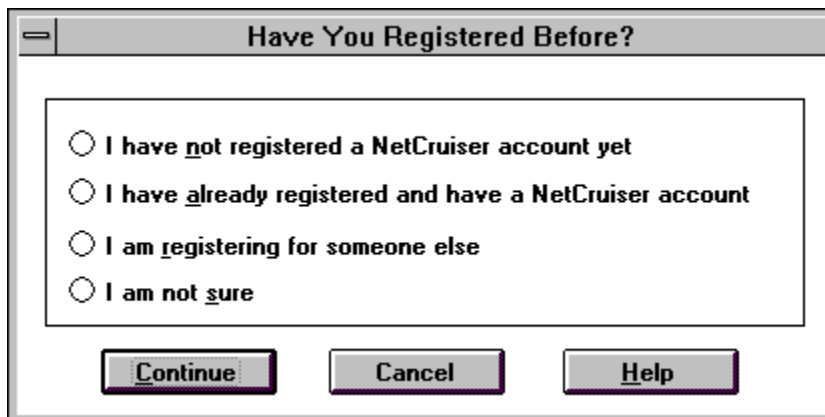 Have You Registered Before?
I have not registered a NetCruiser account yet
I have already registered and have a NetCruiser account
I am registering for someone else
I am not sure
Continue Cancel Help